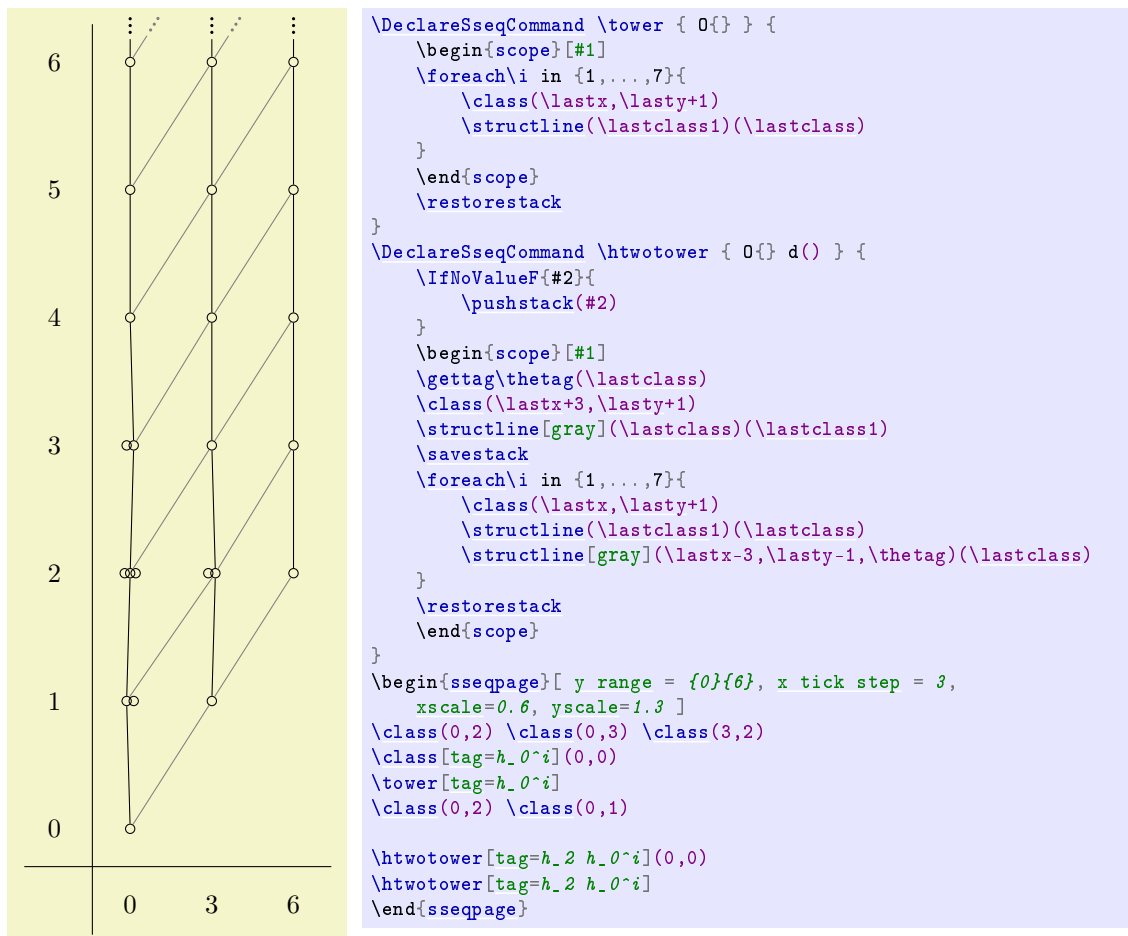 6
5
4
3
2
1
0
0 3 6
\DeclareSseqCommand \tower { O{} } {
    \begin{scope}[#1]
    \foreach\i in {1,...,7}{
        \class(\lastx,\lasty+1)
        \structline(\lastclass1)(\lastclass)
    }
    \end{scope}
    \restorestack
}
\DeclareSseqCommand \htwotower { O{} d() } {
    \IfNoValueF{#2}{
        \pushstack(#2)
    }
    \begin{scope}[#1]
    \gettag\thetag(\lastclass)
    \class(\lastx+3,\lasty+1)
    \structline[gray](\lastclass)(\lastclass1)
    \savestack
    \foreach\i in {1,...,7}{
        \class(\lastx,\lasty+1)
        \structline(\lastclass1)(\lastclass)
        \structline[gray](\lastx-3,\lasty-1,\thetag)(\lastclass)
    }
    \restorestack
    \end{scope}
}
\begin{sseqpage}[ y range = {0}{6}, x tick step = 3,
    xscale=0.6, yscale=1.3 ]
\class(0,2) \class(0,3) \class(3,2)
\class[tag=h_0^i](0,0)
\tower[tag=h_0^i]
\class(0,2) \class(0,1)

\htwotower[tag=h_2 h_0^i](0,0)
\htwotower[tag=h_2 h_0^i]
\end{sseqpage}